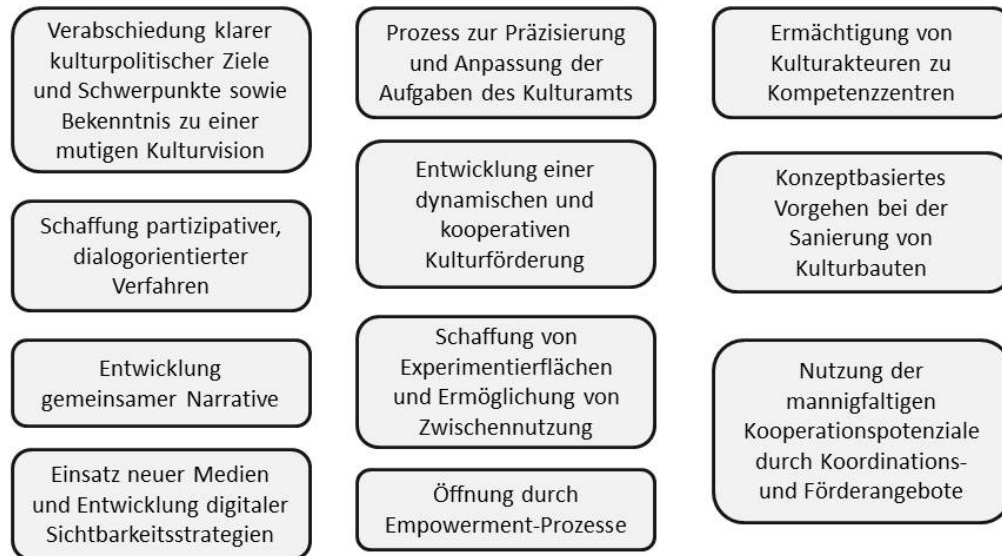 Verabschiedung klarer
kulturpolitischer Ziele
und Schwerpunkte sowie
Bekenntnis zu einer
mutigen Kulturvision
Schaffung partizipativer,
dialogorientierter
Verfahren
Entwicklung
gemeinsamer Narrative
Einsatz neuer Medien
und Entwicklung digitaler
Sichtbarkeitsstrategien
Prozess zur Präzisierung
und Anpassung der
Aufgaben des Kulturamts
Entwicklung einer
dynamischen und
kooperativen
Kulturförderung
Schaffung von
Experimentierflächen
und Ermöglichung von
Zwischennutzung
Öffnung durch
Empowerment-Prozesse
Ermächtigung von
Kulturakteuren zu
Kompetenzzentren
Konzeptbasiertes
Vorgehen bei der
Sanierung von
Kulturbauten
Nutzung der
mannigfaltigen
Kooperationspotenziale
durch Koordinations-
und Förderangebote